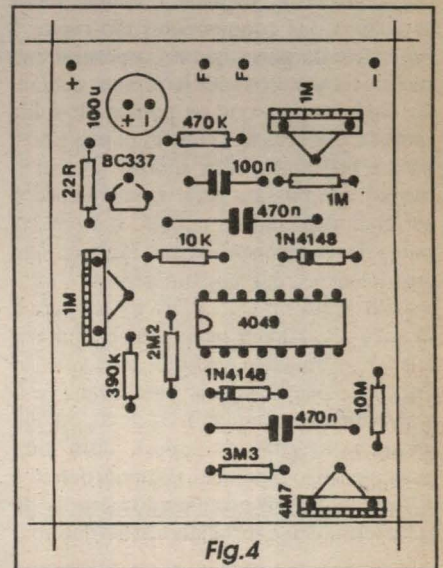 +
F
F
-
100u
+ -
470K
1M
8C337
100n
22R
1M
470n
10K
1N4148
1M
4049
2M2
390K
1N4148
10M
470n
3M3
4M7
Fig.4